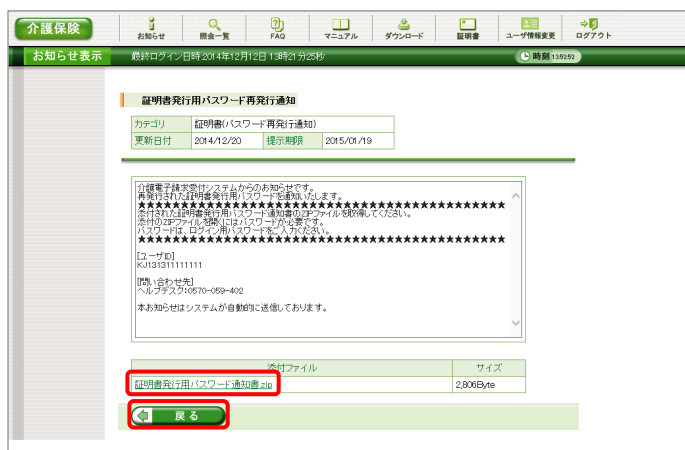 介護保険
お知らせ
照会一覧
FAQ
マニュアル
ダウンロード
証明書
ユーザ情報変更
ログアウト
お知らせ表示
最終ログイン日時:2014年12月12日 13時21分25秒
時刻 13:52:52
証明書発行用パスワード再発行通知
カテゴリ 証明書(パスワード再発行通知)
更新日付 2014/12/20 掲示期限 2015/01/19
介護電子請求受付システムからのお知らせです。
再発行された証明書発行用パスワードを通知いたします。
★★★★★★★★★★★★★★★★★★★★★★★★★★★★★★★★★★★★★★★★★
添付された証明書発行用パスワード通知書のZIPファイルを取得してください。
添付のZIPファイルを開くにはパスワードが必要です。
パスワードは、ログイン用パスワードをご入力ください。
★★★★★★★★★★★★★★★★★★★★★★★★★★★★★★★★★★★★★★★★★
[ユーザID]
KJ131311111111
[問い合わせ先]
ヘルプデスク:0570-059-402
本お知らせはシステムが自動的に送信しております。
添付ファイル サイズ
証明書発行用パスワード通知書.zip 2,806Byte
戻る